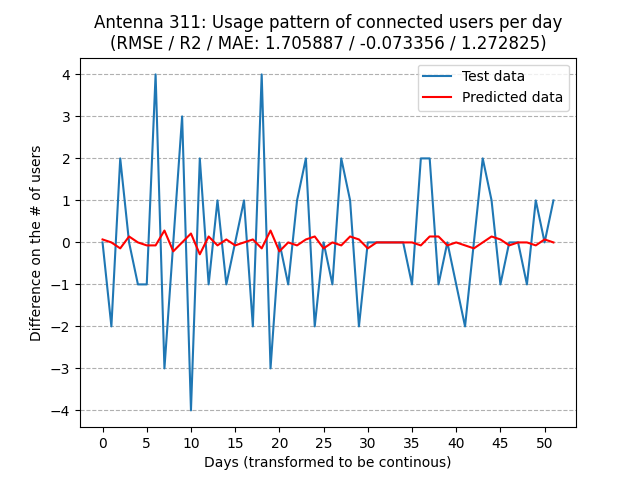 Antenna 311: Usage pattern of connected users per day
(RMSE / R2 / MAE: 1.705887 / -0.073356 / 1.272825)
Test data
Predicted data
Difference on the # of users
4
3
2
1
0
−1
−2
−3
−4
0 5 10 15 20 25 30 35 40 45 50
Days (transformed to be continous)